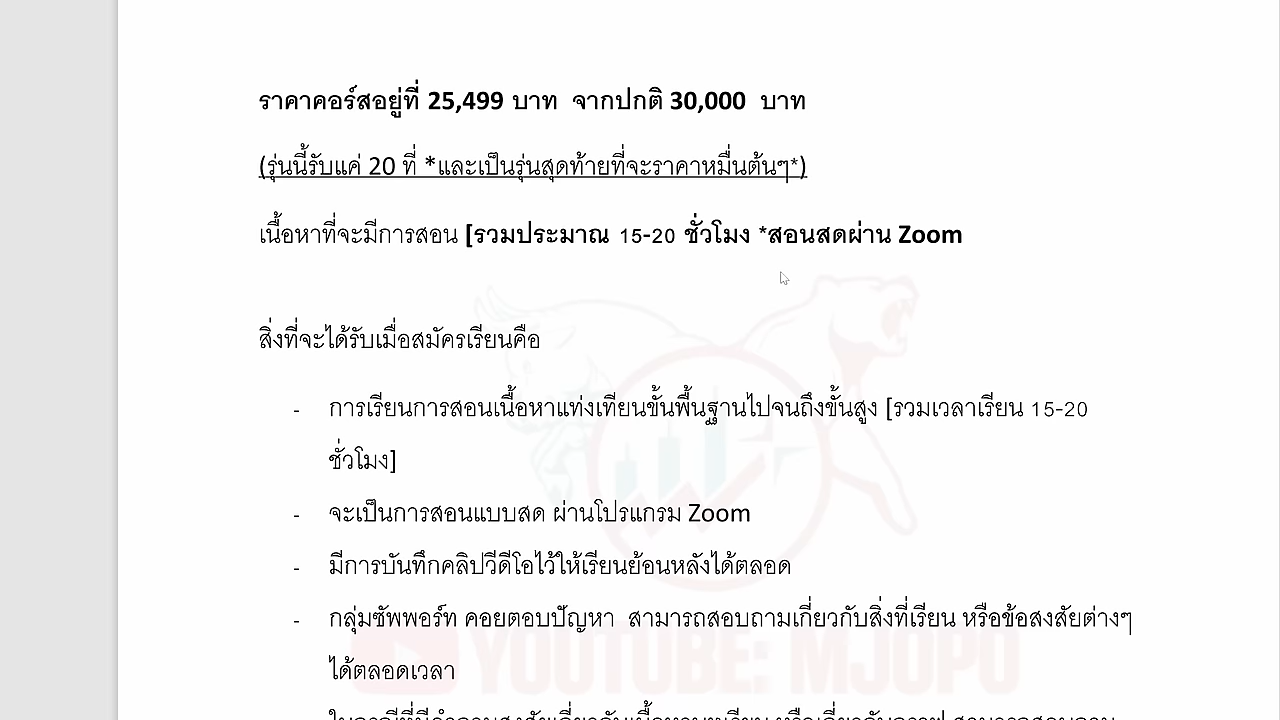 ราคาคอร์สอยู่ที่ 25,499 บาท จากปกติ 30,000 บาท
(รุ่นนี้รับแค่ 20 ที่ *และเป็นรุ่นสุดท้ายที่จะราคาหมื่นต้นๆ*)
เนื้อหาที่จะมีการสอน [รวมประมาณ 15-20 ชั่วโมง *สอนสดผ่าน Zoom
สิ่งที่จะได้รับเมื่อสมัครเรียนคือ
- การเรียนการสอนเนื้อหาแท่งเทียนขั้นพื้นฐานไปจนถึงขั้นสูง [รวมเวลาเรียน 15-20
ชั่วโมง]
- จะเป็นการสอนแบบสด ผ่านโปรแกรม Zoom
- มีการบันทึกคลิปวีดีโอไว้ให้เรียนย้อนหลังได้ตลอด
- กลุ่มซัพพอร์ท คอยตอบปัญหา สามารถสอบถามเกี่ยวกับสิ่งที่เรียน หรือข้อสงสัยต่างๆ
ได้ตลอดเวลา
YOUTUBE: MJOPO